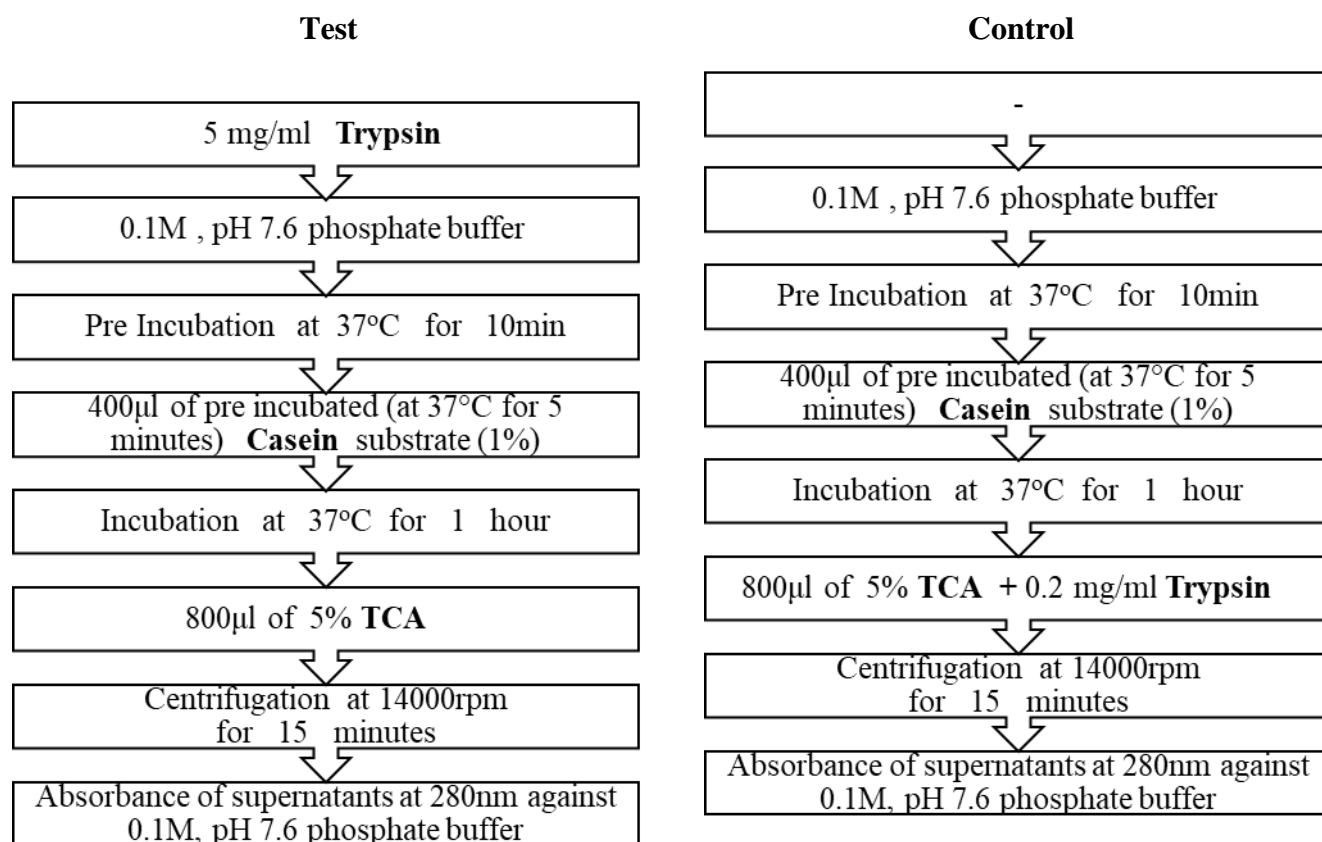 Test
5 mg/ml Trypsin
0.1M , pH 7.6 phosphate buffer
Pre Incubation at 37°C for 10min
400μl of pre incubated (at 37°C for 5
minutes) Casein substrate (1%)
Incubation at 37°C for 1 hour
800μl of 5% TCA
Centrifugation at 14000rpm
for 15 minutes
Absorbance of supernatants at 280nm against
0.1M, pH 7.6 phosphate buffer
Control
-
0.1M , pH 7.6 phosphate buffer
Pre Incubation at 37°C for 10min
400μl of pre incubated (at 37°C for 5
minutes) Casein substrate (1%)
Incubation at 37°C for 1 hour
800μl of 5% TCA + 0.2 mg/ml Trypsin
Centrifugation at 14000rpm
for 15 minutes
Absorbance of supernatants at 280nm against
0.1M, pH 7.6 phosphate buffer